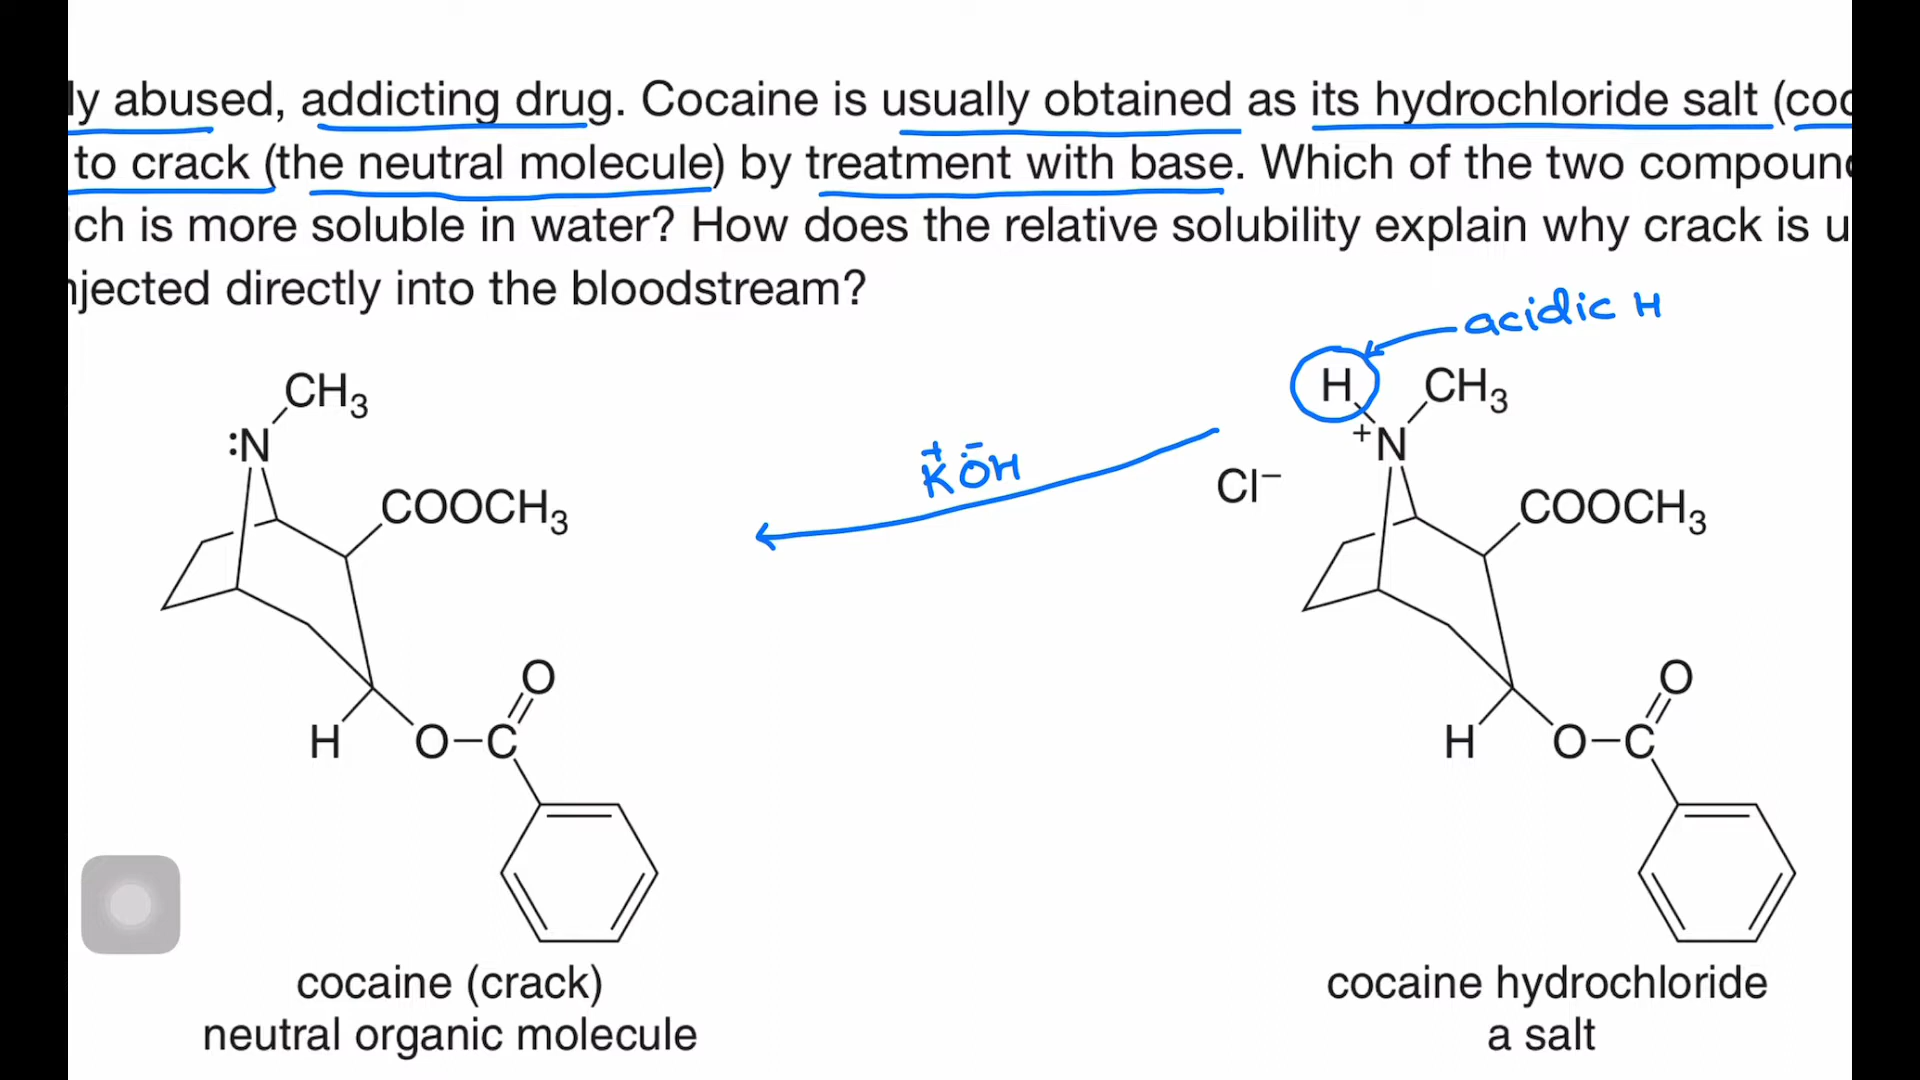 ly abused, addicting drug. Cocaine is usually obtained as its hydrochloride salt (coc
to crack (the neutral molecule) by treatment with base. Which of the two compoun
ch is more soluble in water? How does the relative solubility explain why crack is u
njected directly into the bloodstream?
acidic H
CH₃
:N
COOCH₃
H
O–C
O
K⁺ ⁻OH
H
CH₃
⁺N
Cl⁻
COOCH₃
H
O–C
O
cocaine (crack)
neutral organic molecule
cocaine hydrochloride
a salt